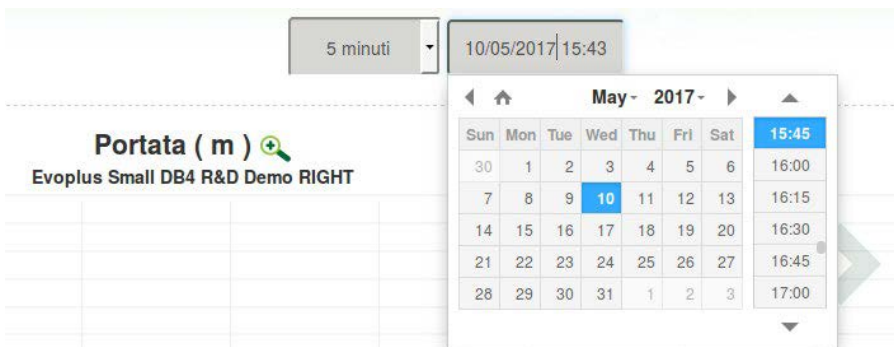 5 minuti
10/05/2017 15:43
May 2017
Sun Mon Tue Wed Thu Fri Sat
30 1 2 3 4 5 6
7 8 9 10 11 12 13
14 15 16 17 18 19 20
21 22 23 24 25 26 27
28 29 30 31 1 2 3
15:45
16:00
16:15
16:30
16:45
17:00
Portata ( m )
Evoplus Small DB4 R&D Demo RIGHT